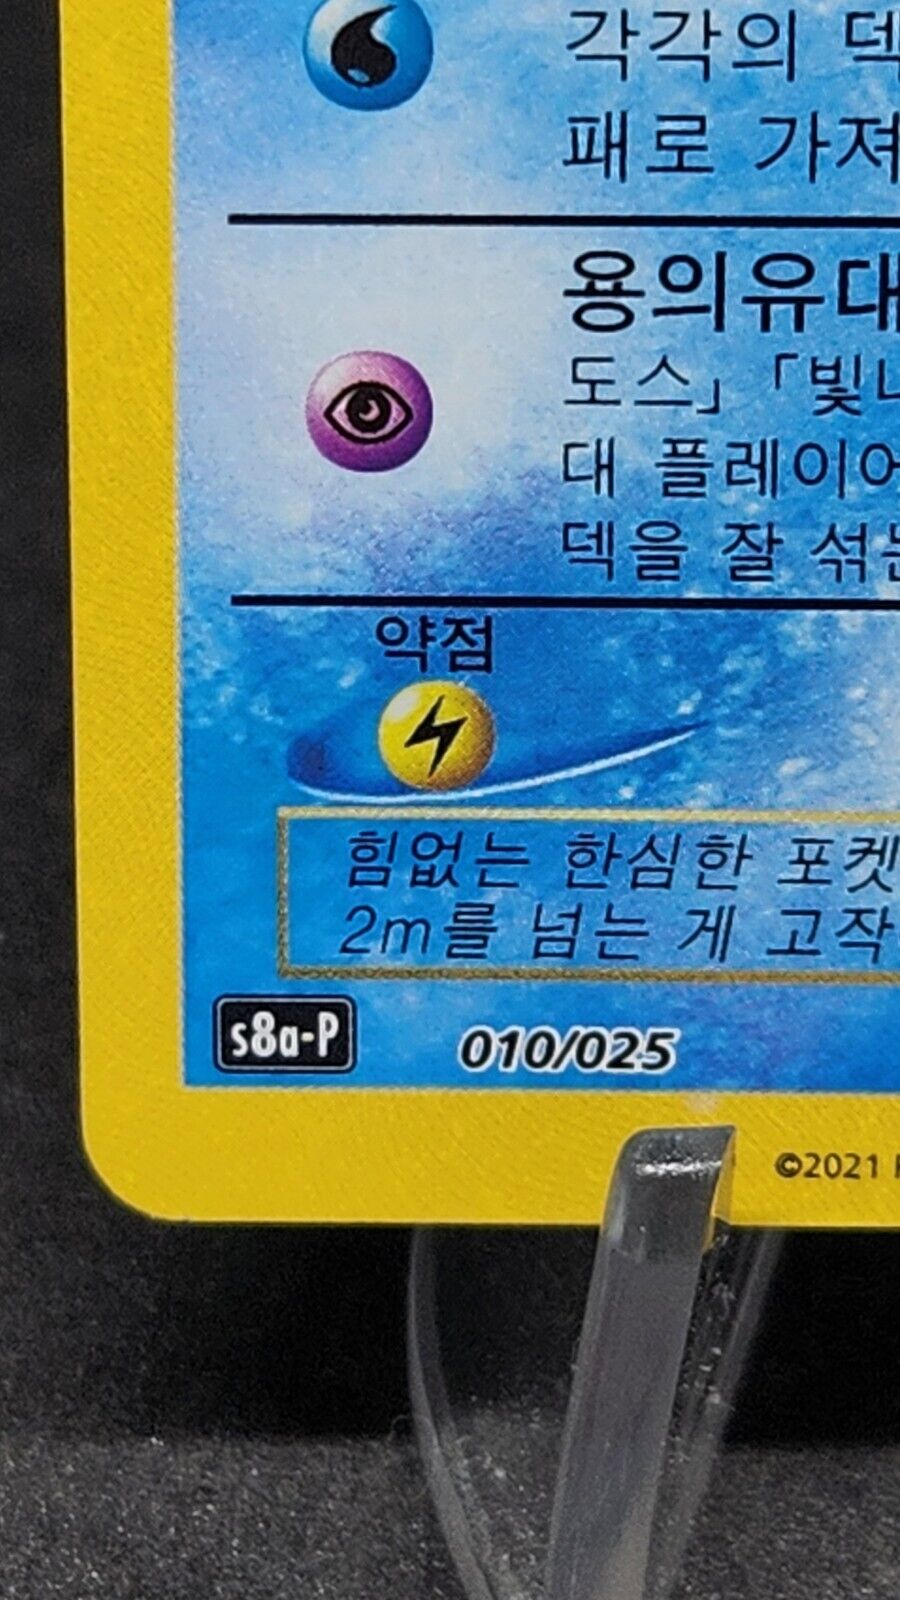 각각의 덱
패로 가져
용의유대
도스」「빛나
대 플레이어
덱을 잘 섞는
약점
힘없는 한심한 포켓
2m를 넘는 게 고작
s8a-P 010/025
©2021